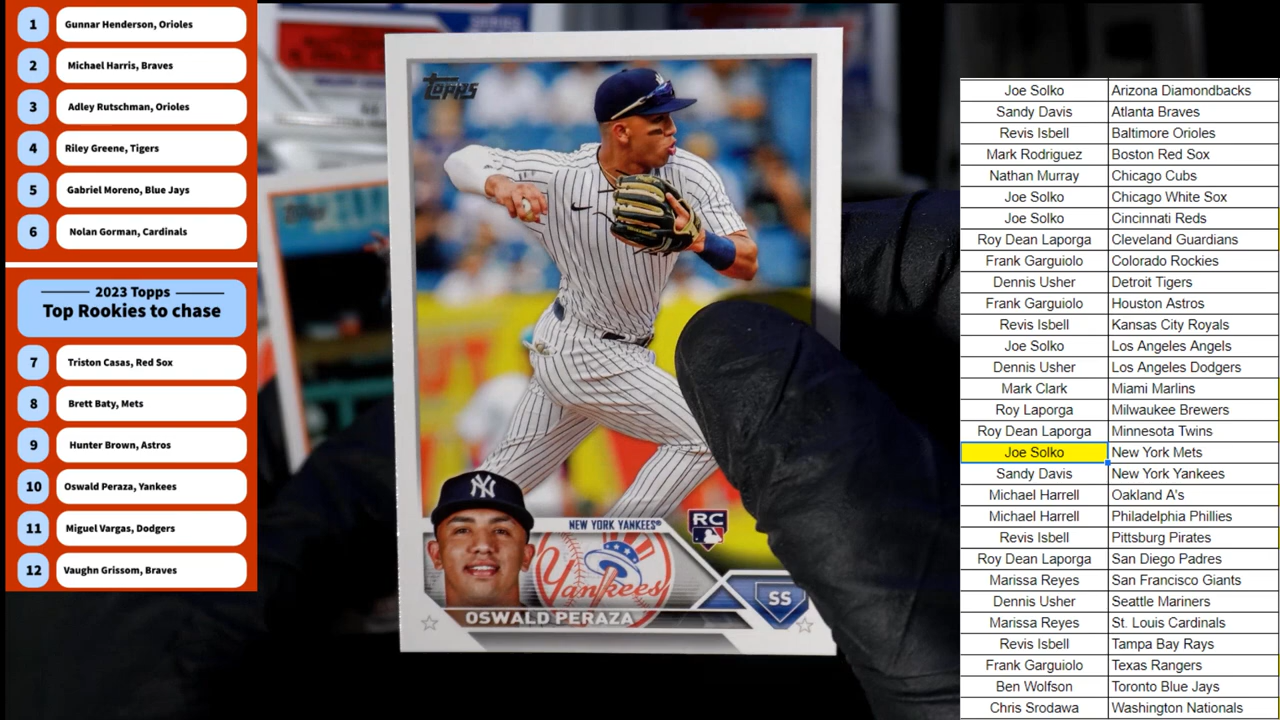 1 Gunnar Henderson, Orioles
2 Michael Harris, Braves
3 Adley Rutschman, Orioles
4 Riley Greene, Tigers
5 Gabriel Moreno, Blue Jays
6 Nolan Gorman, Cardinals
2023 Topps
Top Rookies to chase
7 Triston Casas, Red Sox
8 Brett Baty, Mets
9 Hunter Brown, Astros
10 Oswald Peraza, Yankees
11 Miguel Vargas, Dodgers
12 Vaughn Grissom, Braves
Topps
NY
NEW YORK YANKEES®
RC
Yankees
SS
OSWALD PERAZA
Joe Solko Arizona Diamondbacks
Sandy Davis Atlanta Braves
Revis Isbell Baltimore Orioles
Mark Rodriguez Boston Red Sox
Nathan Murray Chicago Cubs
Joe Solko Chicago White Sox
Joe Solko Cincinnati Reds
Roy Dean Laporga Cleveland Guardians
Frank Garguiolo Colorado Rockies
Dennis Usher Detroit Tigers
Frank Garguiolo Houston Astros
Revis Isbell Kansas City Royals
Joe Solko Los Angeles Angels
Dennis Usher Los Angeles Dodgers
Mark Clark Miami Marlins
Roy Laporga Milwaukee Brewers
Roy Dean Laporga Minnesota Twins
Joe Solko New York Mets
Sandy Davis New York Yankees
Michael Harrell Oakland A's
Michael Harrell Philadelphia Phillies
Revis Isbell Pittsburg Pirates
Roy Dean Laporga San Diego Padres
Marissa Reyes San Francisco Giants
Dennis Usher Seattle Mariners
Marissa Reyes St. Louis Cardinals
Revis Isbell Tampa Bay Rays
Frank Garguiolo Texas Rangers
Ben Wolfson Toronto Blue Jays
Chris Srodawa Washington Nationals